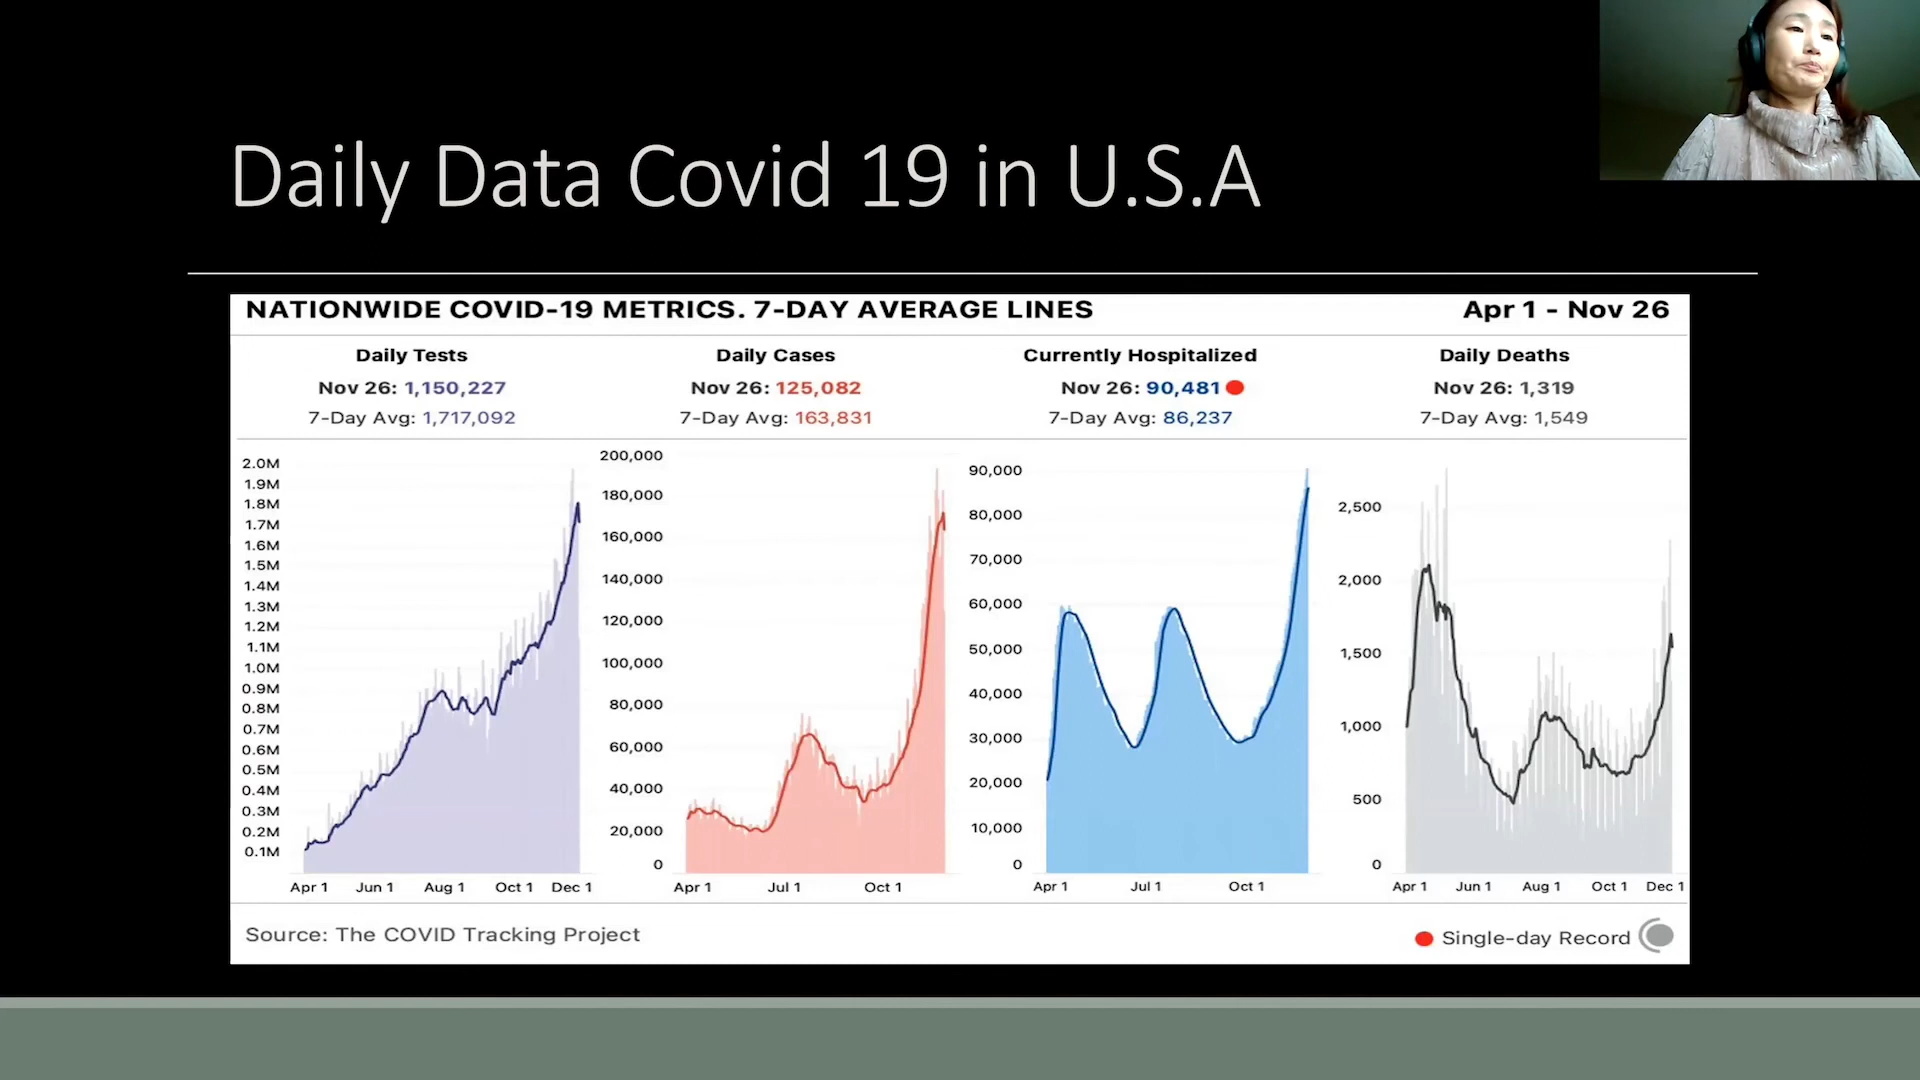 Daily Data Covid 19 in U.S.A
NATIONWIDE COVID-19 METRICS. 7-DAY AVERAGE LINES
Apr 1 - Nov 26
Daily Tests
Nov 26: 1,150,227
7-Day Avg: 1,717,092
Daily Cases
Nov 26: 125,082
7-Day Avg: 163,831
Currently Hospitalized
Nov 26: 90,481
7-Day Avg: 86,237
Daily Deaths
Nov 26: 1,319
7-Day Avg: 1,549
2.0M
1.9M
1.8M
1.7M
1.6M
1.5M
1.4M
1.3M
1.2M
1.1M
1.0M
0.9M
0.8M
0.7M
0.6M
0.5M
0.4M
0.3M
0.2M
0.1M
Apr 1 Jun 1 Aug 1 Oct 1 Dec 1
200,000
180,000
160,000
140,000
120,000
100,000
80,000
60,000
40,000
20,000
0
Apr 1 Jul 1 Oct 1
90,000
80,000
70,000
60,000
50,000
40,000
30,000
20,000
10,000
0
Apr 1 Jul 1 Oct 1
2,500
2,000
1,500
1,000
500
0
Apr 1 Jun 1 Aug 1 Oct 1 Dec 1
Source: The COVID Tracking Project
Single-day Record